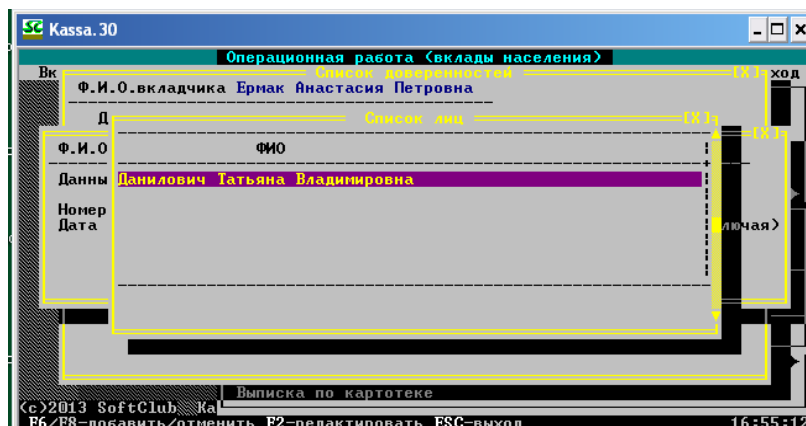 Kassa.30
Операционная работа (вклады населения)
Вк
Список доверенностей
[X]
ход
Ф.И.О.вкладчика Ермак Анастасия Петровна
Д
Список лиц
[X]
[X]
Ф.И.О
ФИО
Данны
Данилович Татьяна Владимировна
Номер
Дата
лючая)
Выписка по картотеке
(c)2013 SoftClub Ка
F6/F8-добавить/отменить F2-редактировать ESC-выход
16:55:12